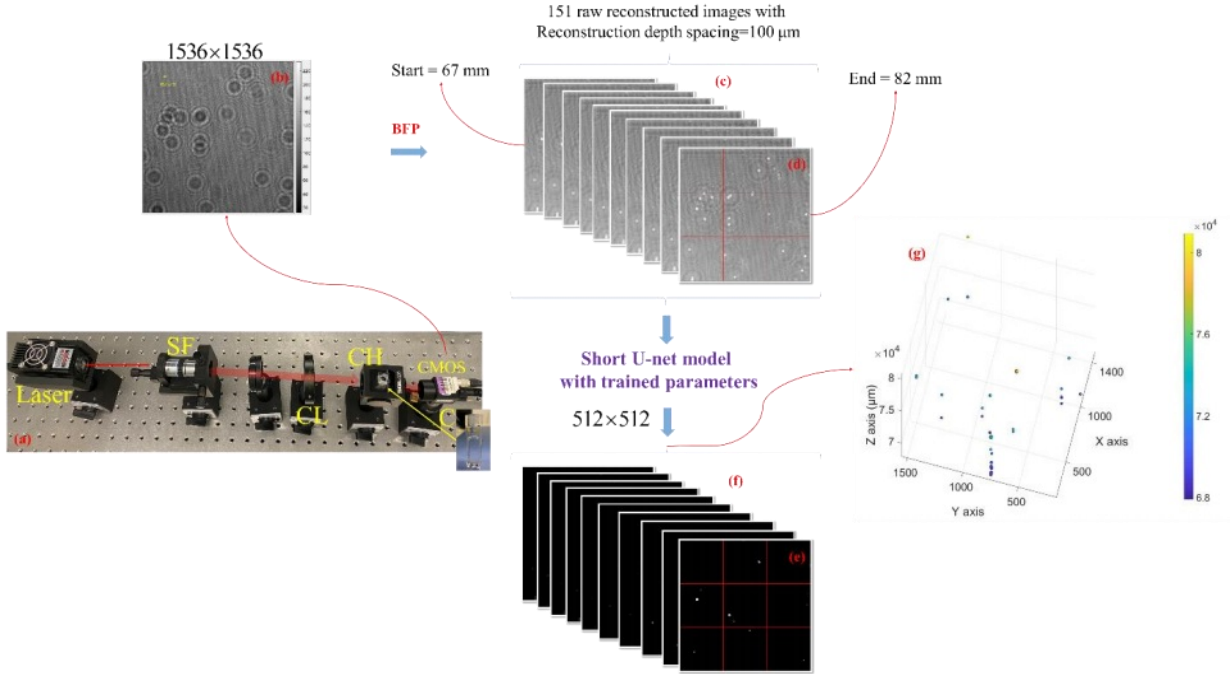 151 raw reconstructed images with
Reconstruction depth spacing=100 μm
1536×1536
(b)
Start = 67 mm
(c)
End = 82 mm
BFP
(d)
(g)
×10⁴
8
7.6
7.2
6.8
×10⁴
8
7.5
7
Z axis (μm)
1500
1000
500
Y axis
1400
1000
500
X axis
SF
CH
CMOS
Laser
CL
C
(a)
Short U-net model
with trained parameters
512×512
(f)
(e)